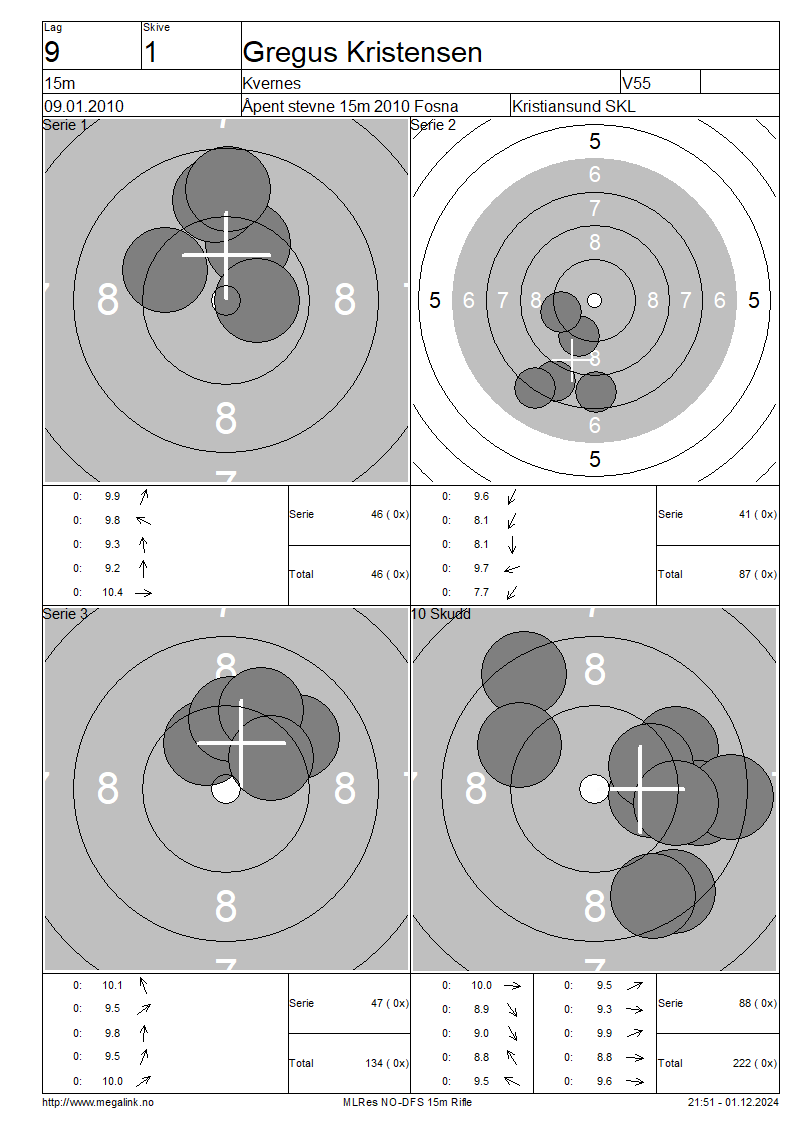 Lag Skive
9 1 Gregus Kristensen
15m Kvernes V55
09.01.2010 Åpent stevne 15m 2010 Fosna Kristiansund SKL
Serie 1
7
8 8
8
7
Serie 2
5
6
7
8
5 6 7 8 8 7 6 5
8
6
5
0: 9.9
0: 9.8
0: 9.3
0: 9.2
0: 10.4
Serie 46 ( 0x)
Total 46 ( 0x)
0: 9.6
0: 8.1
0: 8.1
0: 9.7
0: 7.7
Serie 41 ( 0x)
Total 87 ( 0x)
Serie 3
7
8
8 8
8
7
10 Skudd
7
8
8
8
7
0: 10.1
0: 9.5
0: 9.8
0: 9.5
0: 10.0
Serie 47 ( 0x)
Total 134 ( 0x)
0: 10.0 0: 9.5
0: 8.9 0: 9.3
0: 9.0 0: 9.9
0: 8.8 0: 8.8
0: 9.5 0: 9.6
Serie 88 ( 0x)
Total 222 ( 0x)
http://www.megalink.no MLRes NO-DFS 15m Rifle 21:51 - 01.12.2024